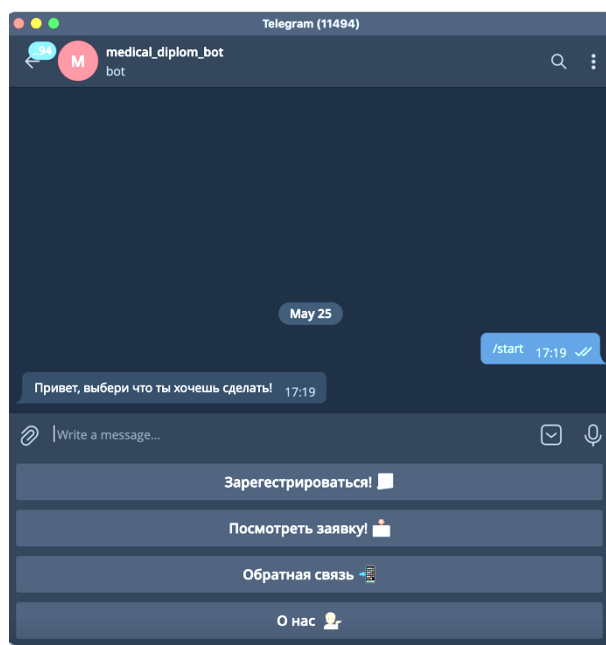 Telegram (11494)
..94
M
medical_diplom_bot
bot
May 25
/start 17:19
Привет, выбери что ты хочешь сделать! 17:19
Write a message...
Зарегестрироваться!
Посмотреть заявку!
Обратная связь
О нас